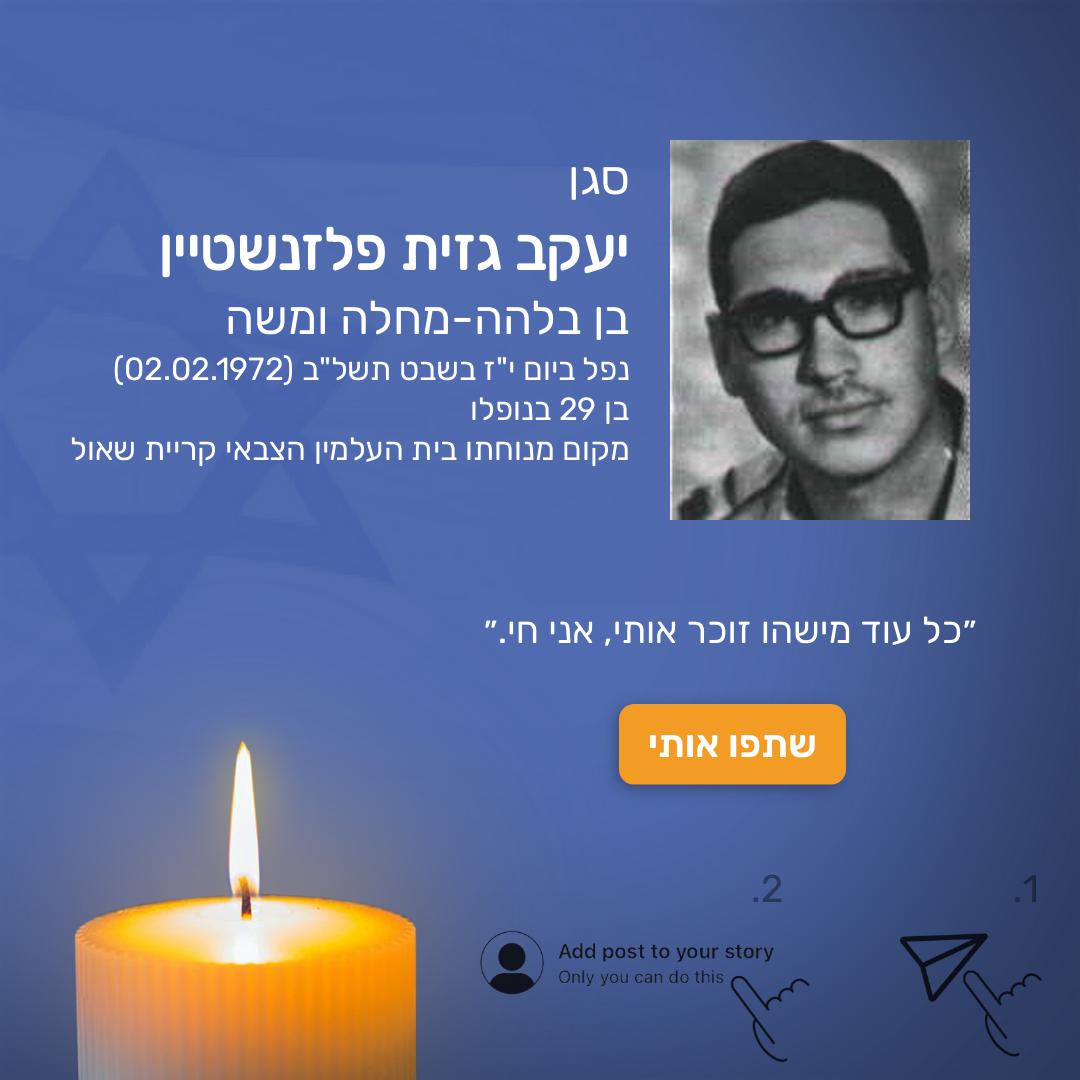 סגן
יעקב גזית פלזנשטיין
בן בלהה-מחלה ומשה
נפל ביום י"ז בשבט תשל"ב (02.02.1972)
בן 29 בנופלו
מקום מנוחתו בית העלמין הצבאי קריית שאול
״כל עוד מישהו זוכר אותי, אני חי.״
שתפו אותי
.1
.2
Add post to your story
Only you can do this